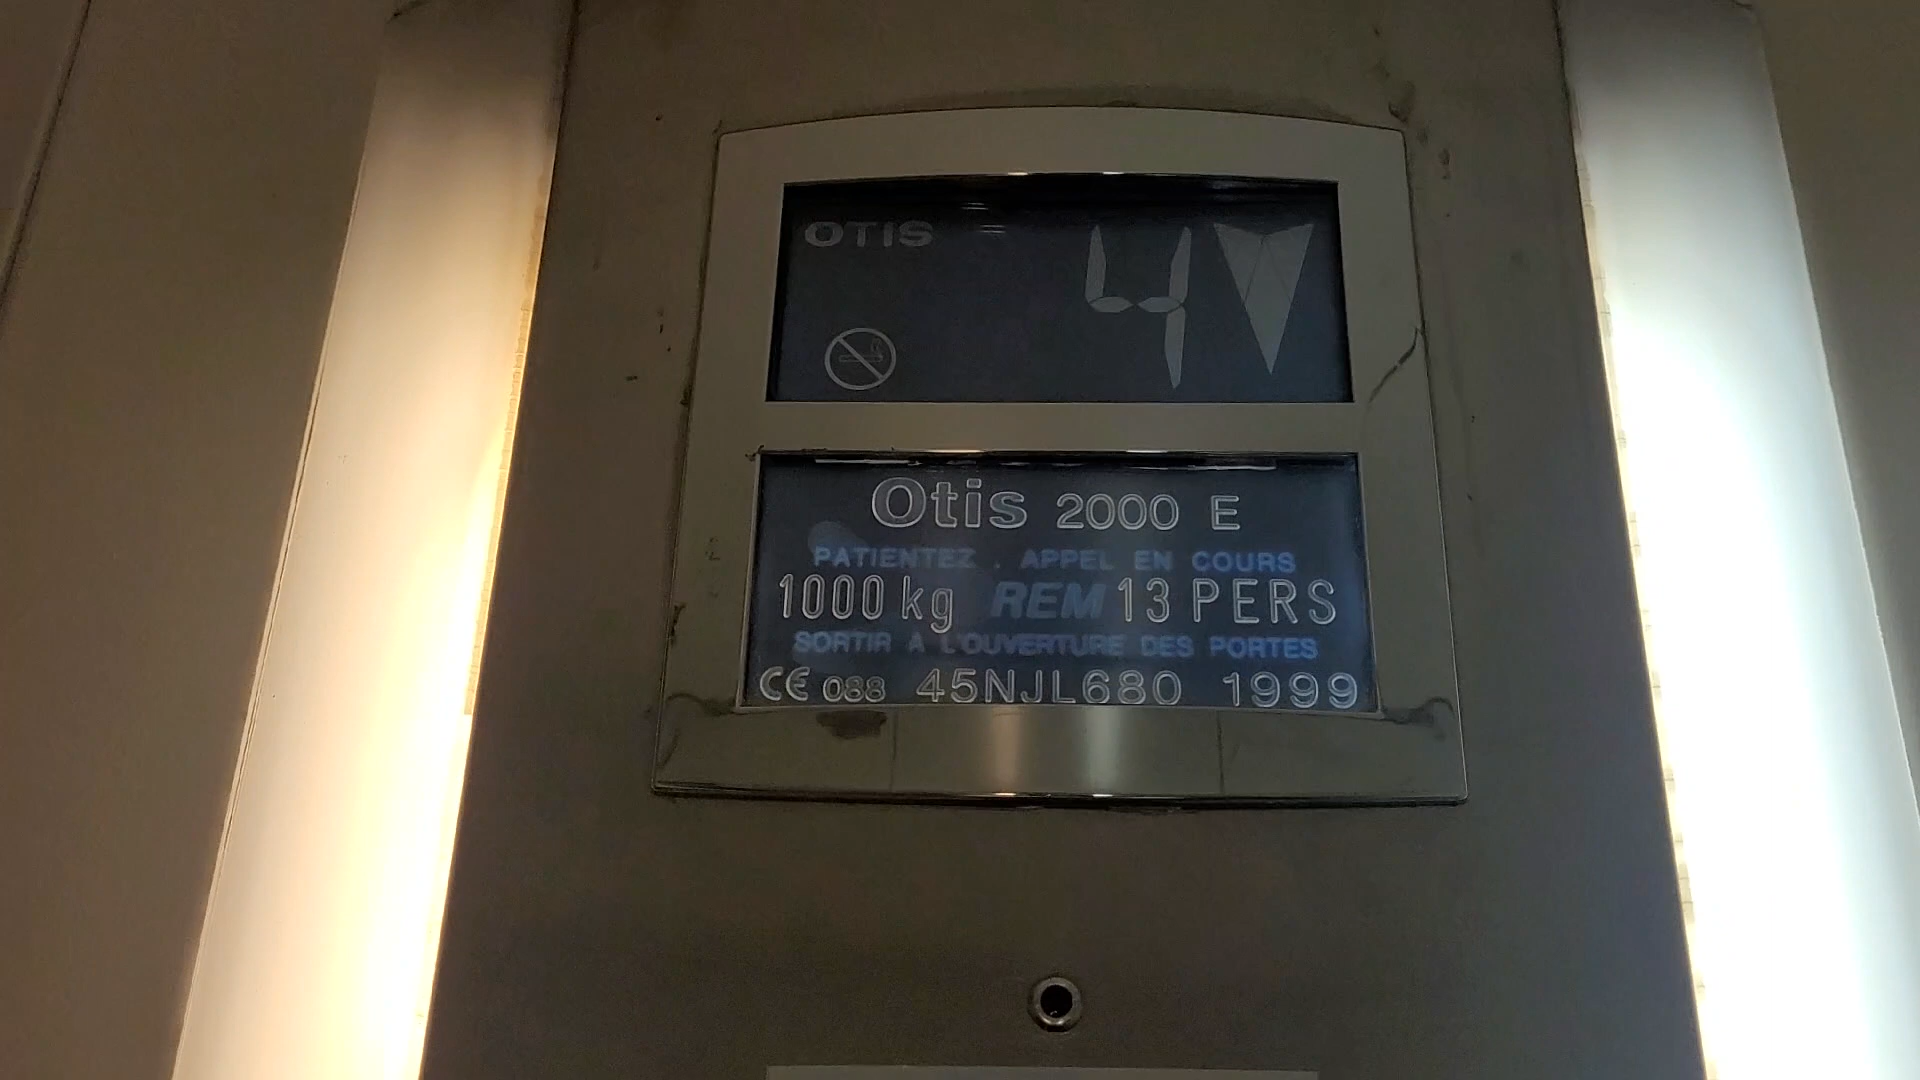 OTIS 4
Otis 2000 E
PATIENTEZ . APPEL EN COURS
1000 kg REM 13 PERS
SORTIR A L'OUVERTURE DES PORTES
CE 088 45NJL680 1999